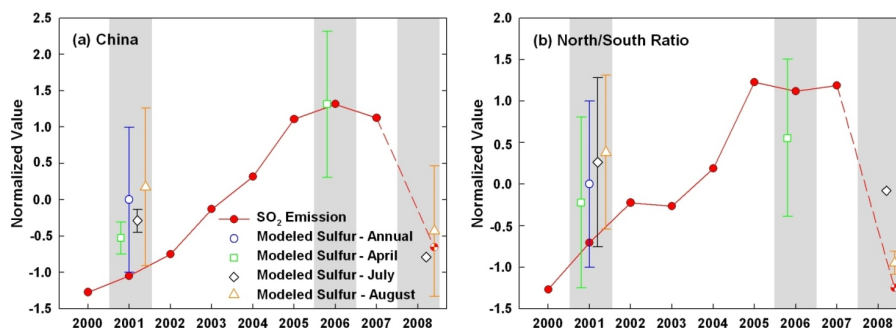 (a) China
Normalized Value
2.5
2.0
1.5
1.0
0.5
0.0
-0.5
-1.0
-1.5
SO2 Emission
Modeled Sulfur - Annual
Modeled Sulfur - April
Modeled Sulfur - July
Modeled Sulfur - August
2000 2001 2002 2003 2004 2005 2006 2007 2008
(b) North/South Ratio
Normalized Value
2.0
1.5
1.0
0.5
0.0
-0.5
-1.0
-1.5
2000 2001 2002 2003 2004 2005 2006 2007 2008